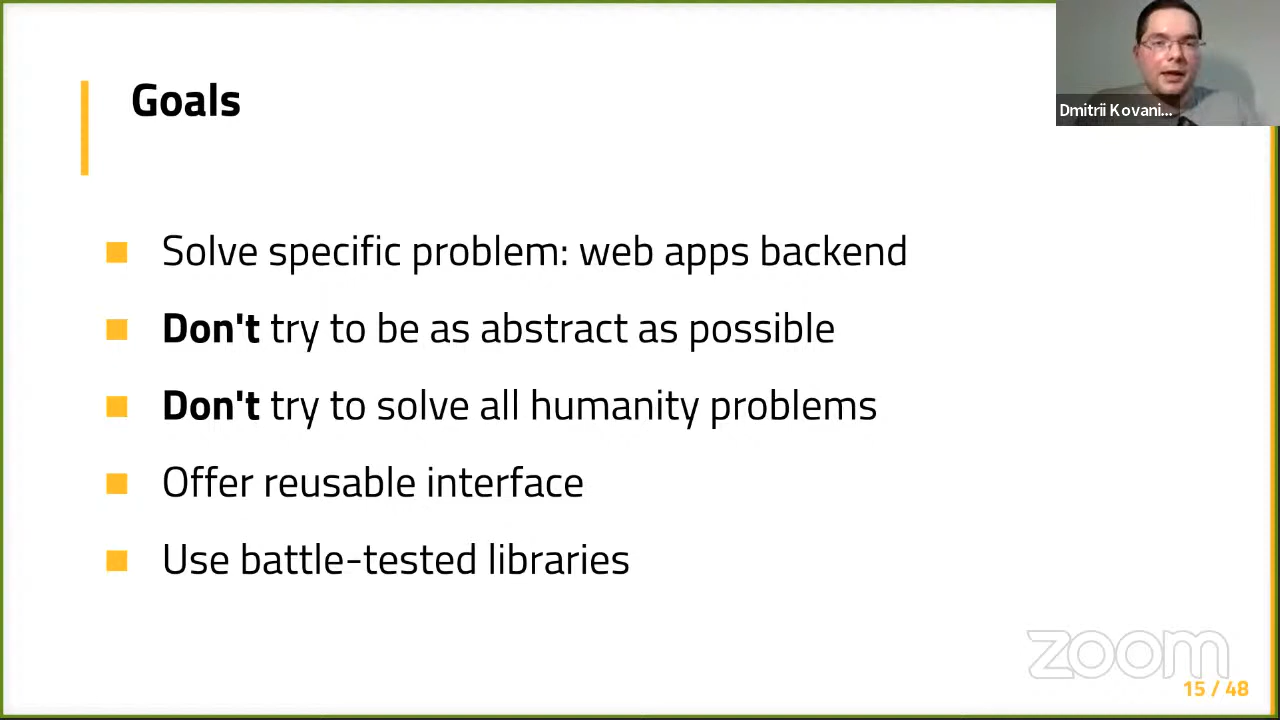 Goals
Dmitrii Kovani...
Solve specific problem: web apps backend
Don't try to be as abstract as possible
Don't try to solve all humanity problems
Offer reusable interface
Use battle-tested libraries
zoom
15 / 48